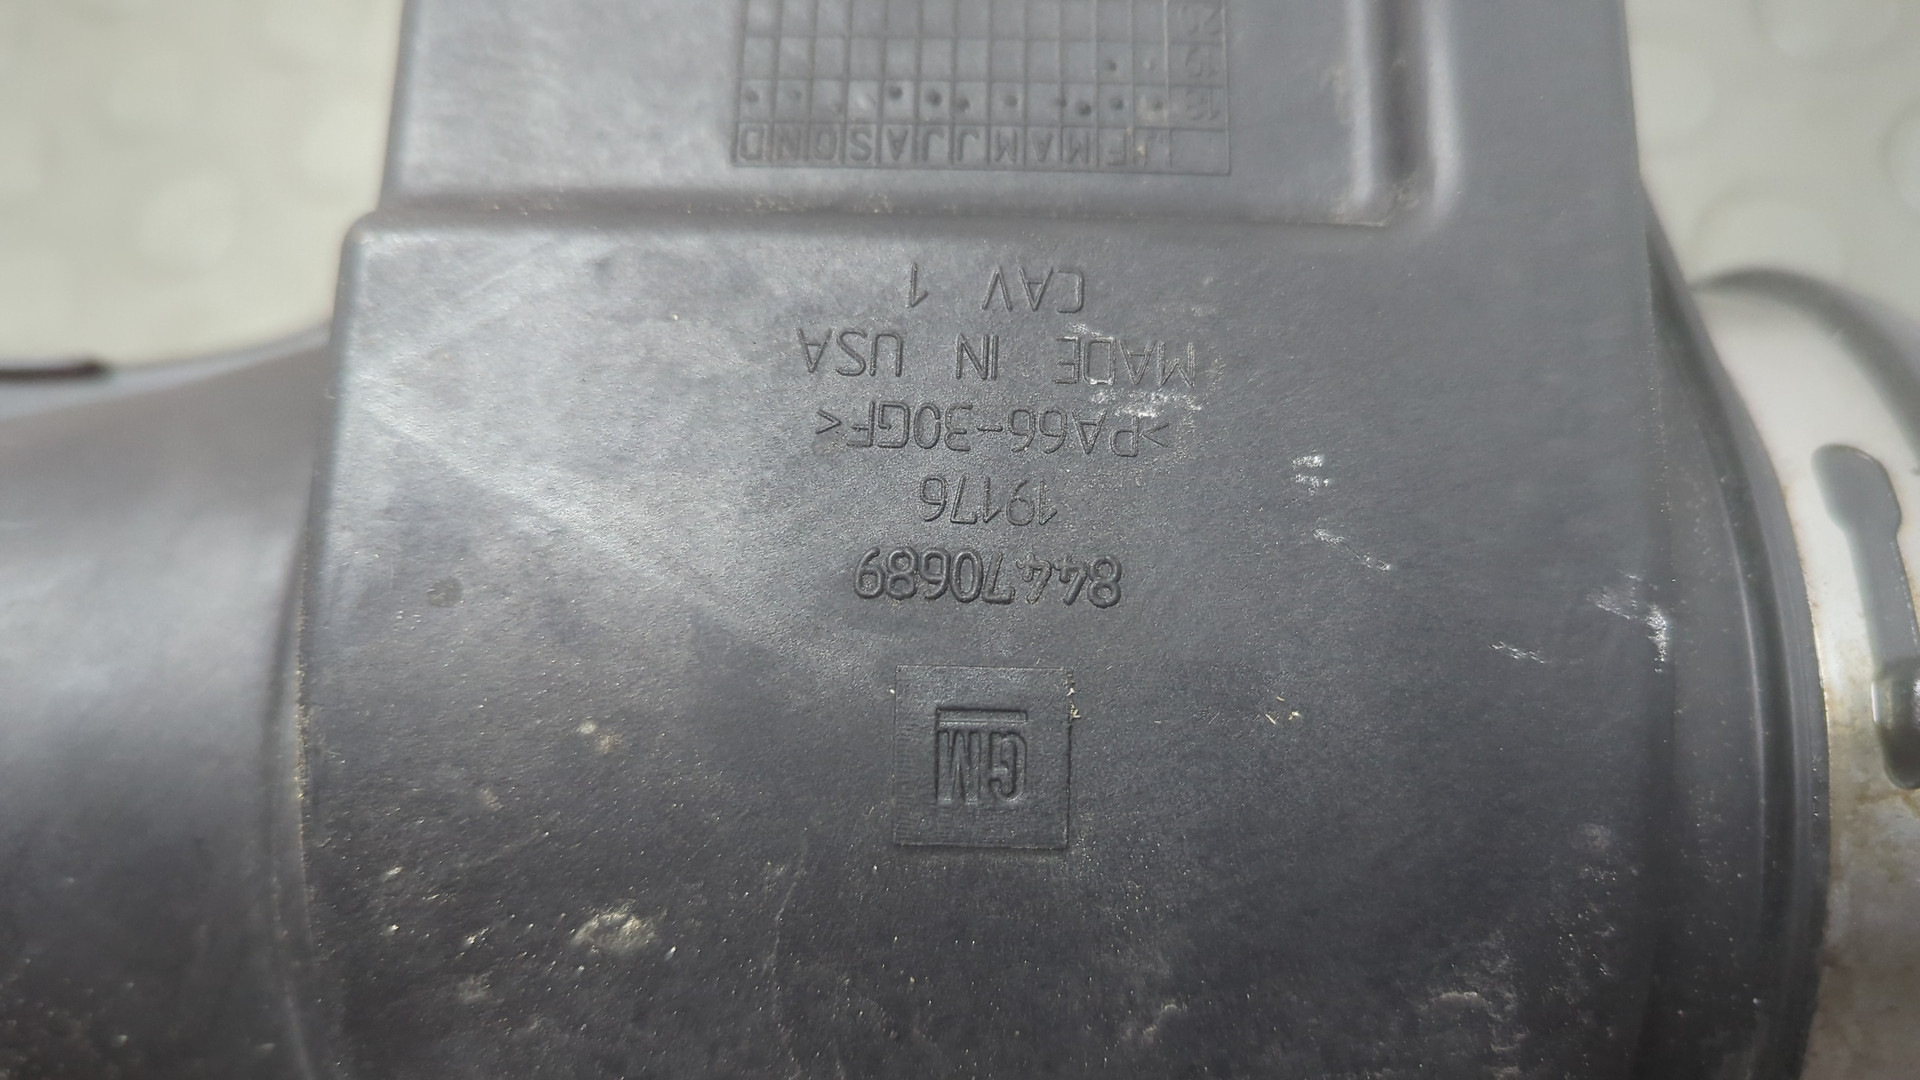 GM
84470689
19176
>PA66-30GF<
MADE IN USA
CAV 1
J F M A M J J A S O N D